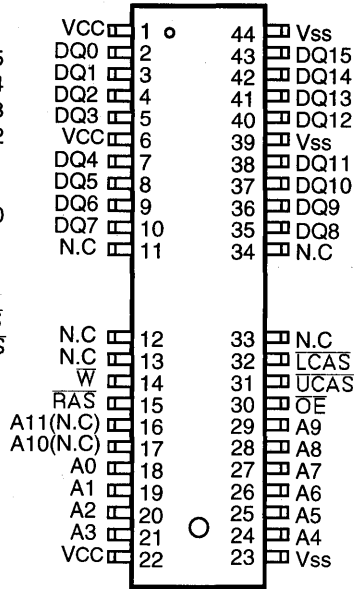 VCC 1 44 Vss
DQ0 2 43 DQ15
DQ1 3 42 DQ14
DQ2 4 41 DQ13
DQ3 5 40 DQ12
VCC 6 39 Vss
DQ4 7 38 DQ11
DQ5 8 37 DQ10
DQ6 9 36 DQ9
DQ7 10 35 DQ8
N.C 11 34 N.C
N.C 12 33 N.C
N.C 13 32 L̅C̅A̅S̅
W̅ 14 31 U̅C̅A̅S̅
R̅A̅S̅ 15 30 O̅E̅
A11(N.C) 16 29 A9
A10(N.C) 17 28 A8
A0 18 27 A7
A1 19 26 A6
A2 20 25 A5
A3 21 24 A4
VCC 22 23 Vss